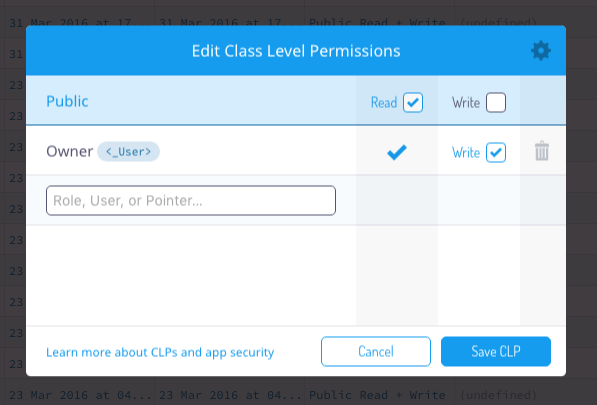 31 Mar 2016 at 17 31 Mar 2016 at 17 Public Read + Write (undefined)
Edit Class Level Permissions
31
23
Public Read Write
23
23
Owner <_User> Write
23
23
Role, User, or Pointer...
23
23
23
23
23
Learn more about CLPs and app security Cancel Save CLP
23
23 Mar 2016 at 04... 23 Mar 2016 at 04... Public Read + Write (undefined)